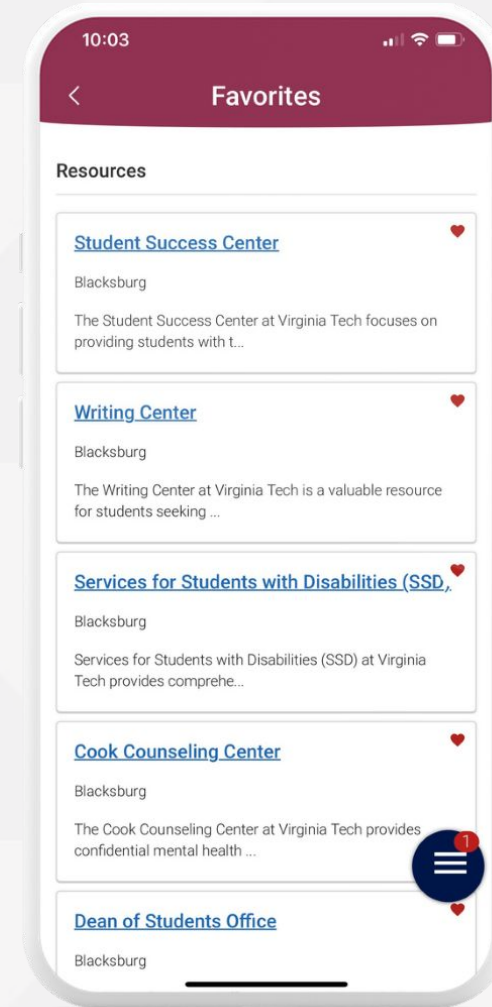 10:03
Favorites
Resources
Student Success Center
Blacksburg
The Student Success Center at Virginia Tech focuses on
providing students with t...
Writing Center
Blacksburg
The Writing Center at Virginia Tech is a valuable resource
for students seeking ...
Services for Students with Disabilities (SSD)
Blacksburg
Services for Students with Disabilities (SSD) at Virginia
Tech provides comprehe...
Cook Counseling Center
Blacksburg
The Cook Counseling Center at Virginia Tech provides
confidential mental health ...
1
Dean of Students Office
Blacksburg